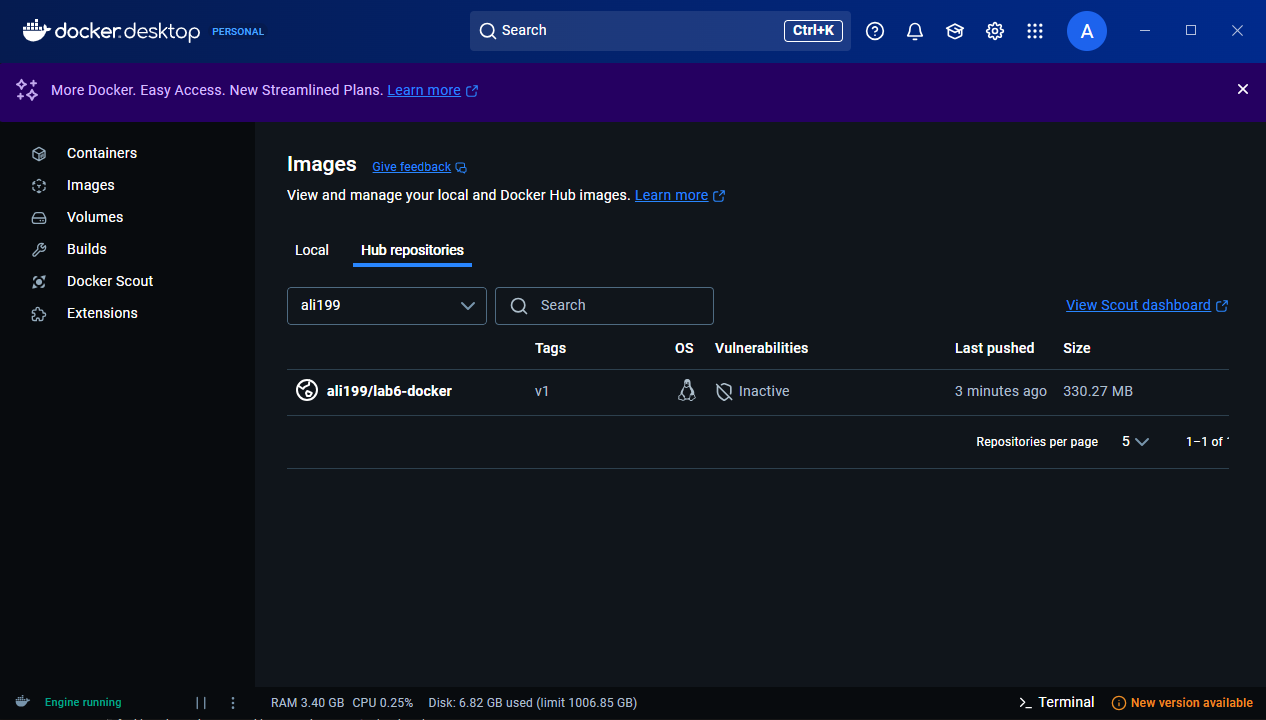 docker.desktop PERSONAL
Search Ctrl+K
A
More Docker. Easy Access. New Streamlined Plans. Learn more
Containers
Images
Volumes
Builds
Docker Scout
Extensions
Images Give feedback
View and manage your local and Docker Hub images. Learn more
Local Hub repositories
ali199 Search View Scout dashboard
Tags OS Vulnerabilities Last pushed Size
ali199/lab6-docker v1 Inactive 3 minutes ago 330.27 MB
Repositories per page 5 1–1 of
Engine running RAM 3.40 GB CPU 0.25% Disk: 6.82 GB used (limit 1006.85 GB) Terminal New version available